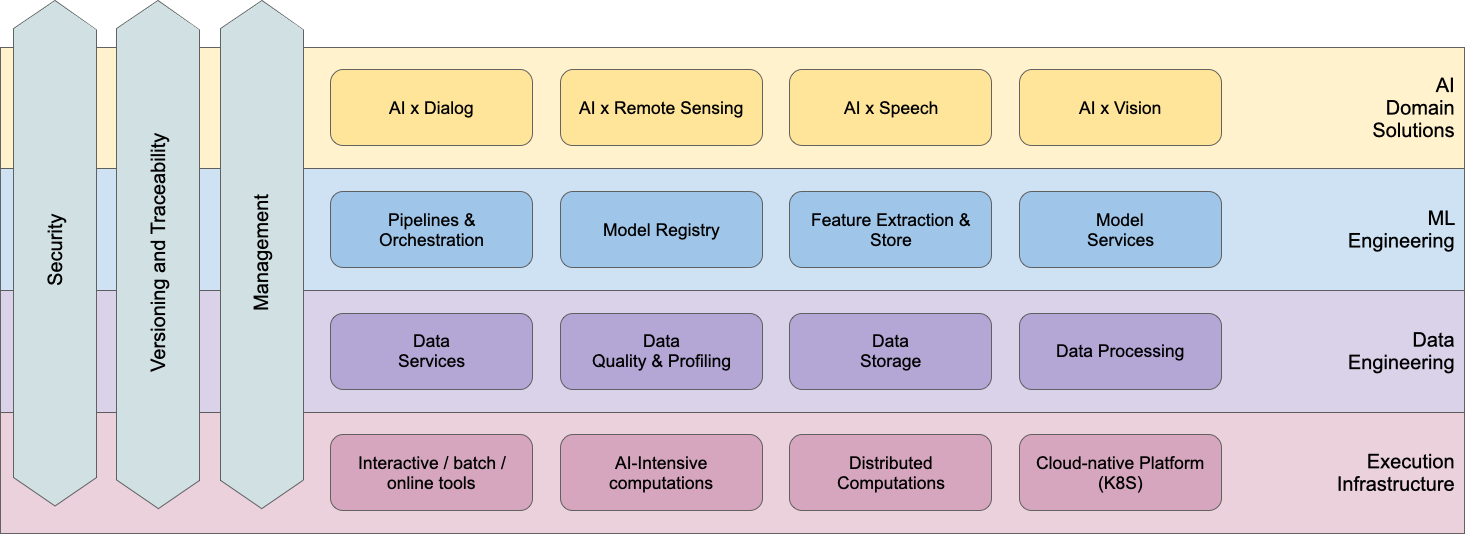 Security
Versioning and Traceability
Management
AI x Dialog
AI x Remote Sensing
AI x Speech
AI x Vision
AI
Domain
Solutions
Pipelines &
Orchestration
Model Registry
Feature Extraction &
Store
Model
Services
ML
Engineering
Data
Services
Data
Quality & Profiling
Data
Storage
Data Processing
Data
Engineering
Interactive / batch /
online tools
AI-Intensive
computations
Distributed
Computations
Cloud-native Platform
(K8S)
Execution
Infrastructure